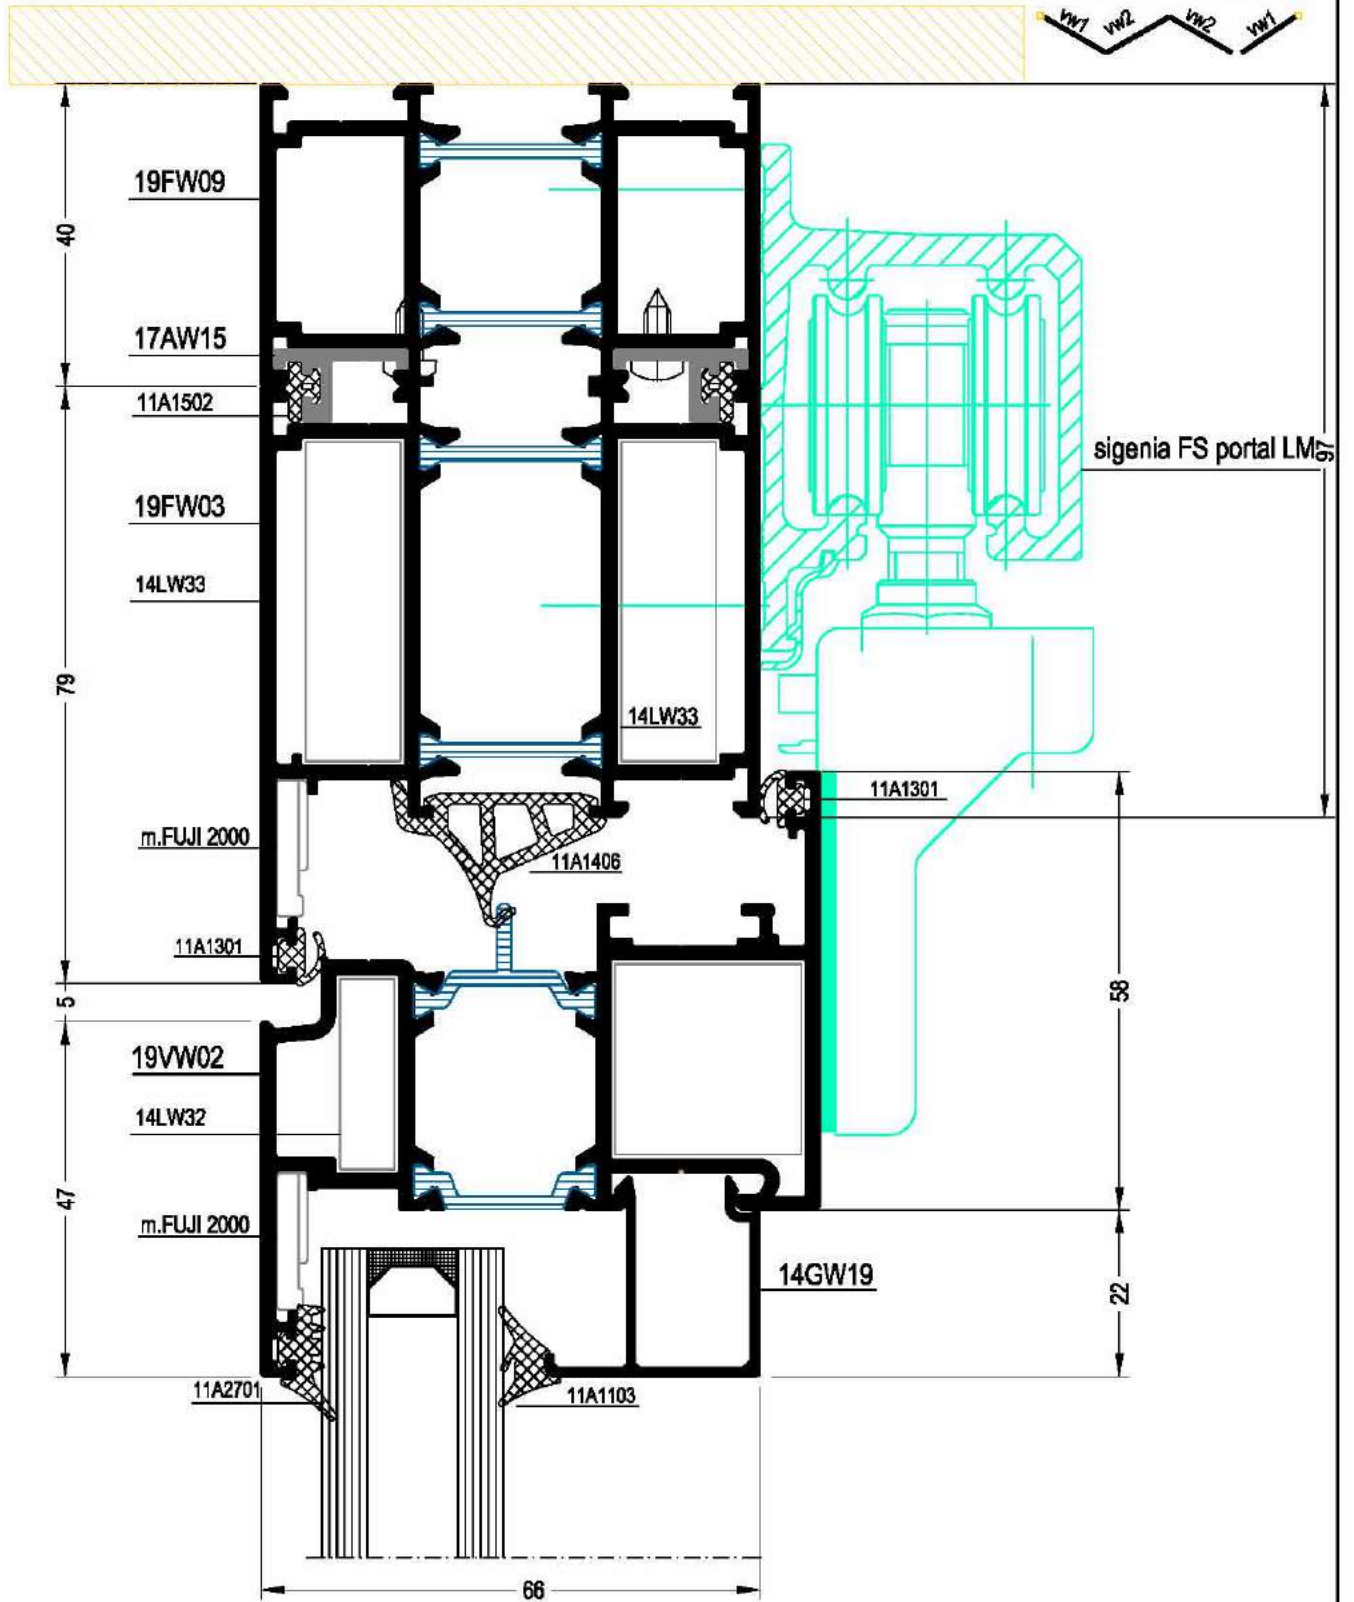 vw1 vw2 vw2 vw1
19FW09
40
17AW15
11A1502
sigenia FS portal LM
97
19FW03
14LW33
79
14LW33
11A1301
m.FUJI 2000
11A1406
11A1301
5
58
19VW02
14LW32
47
m.FUJI 2000
14GW19
22
11A2701
11A1103
66